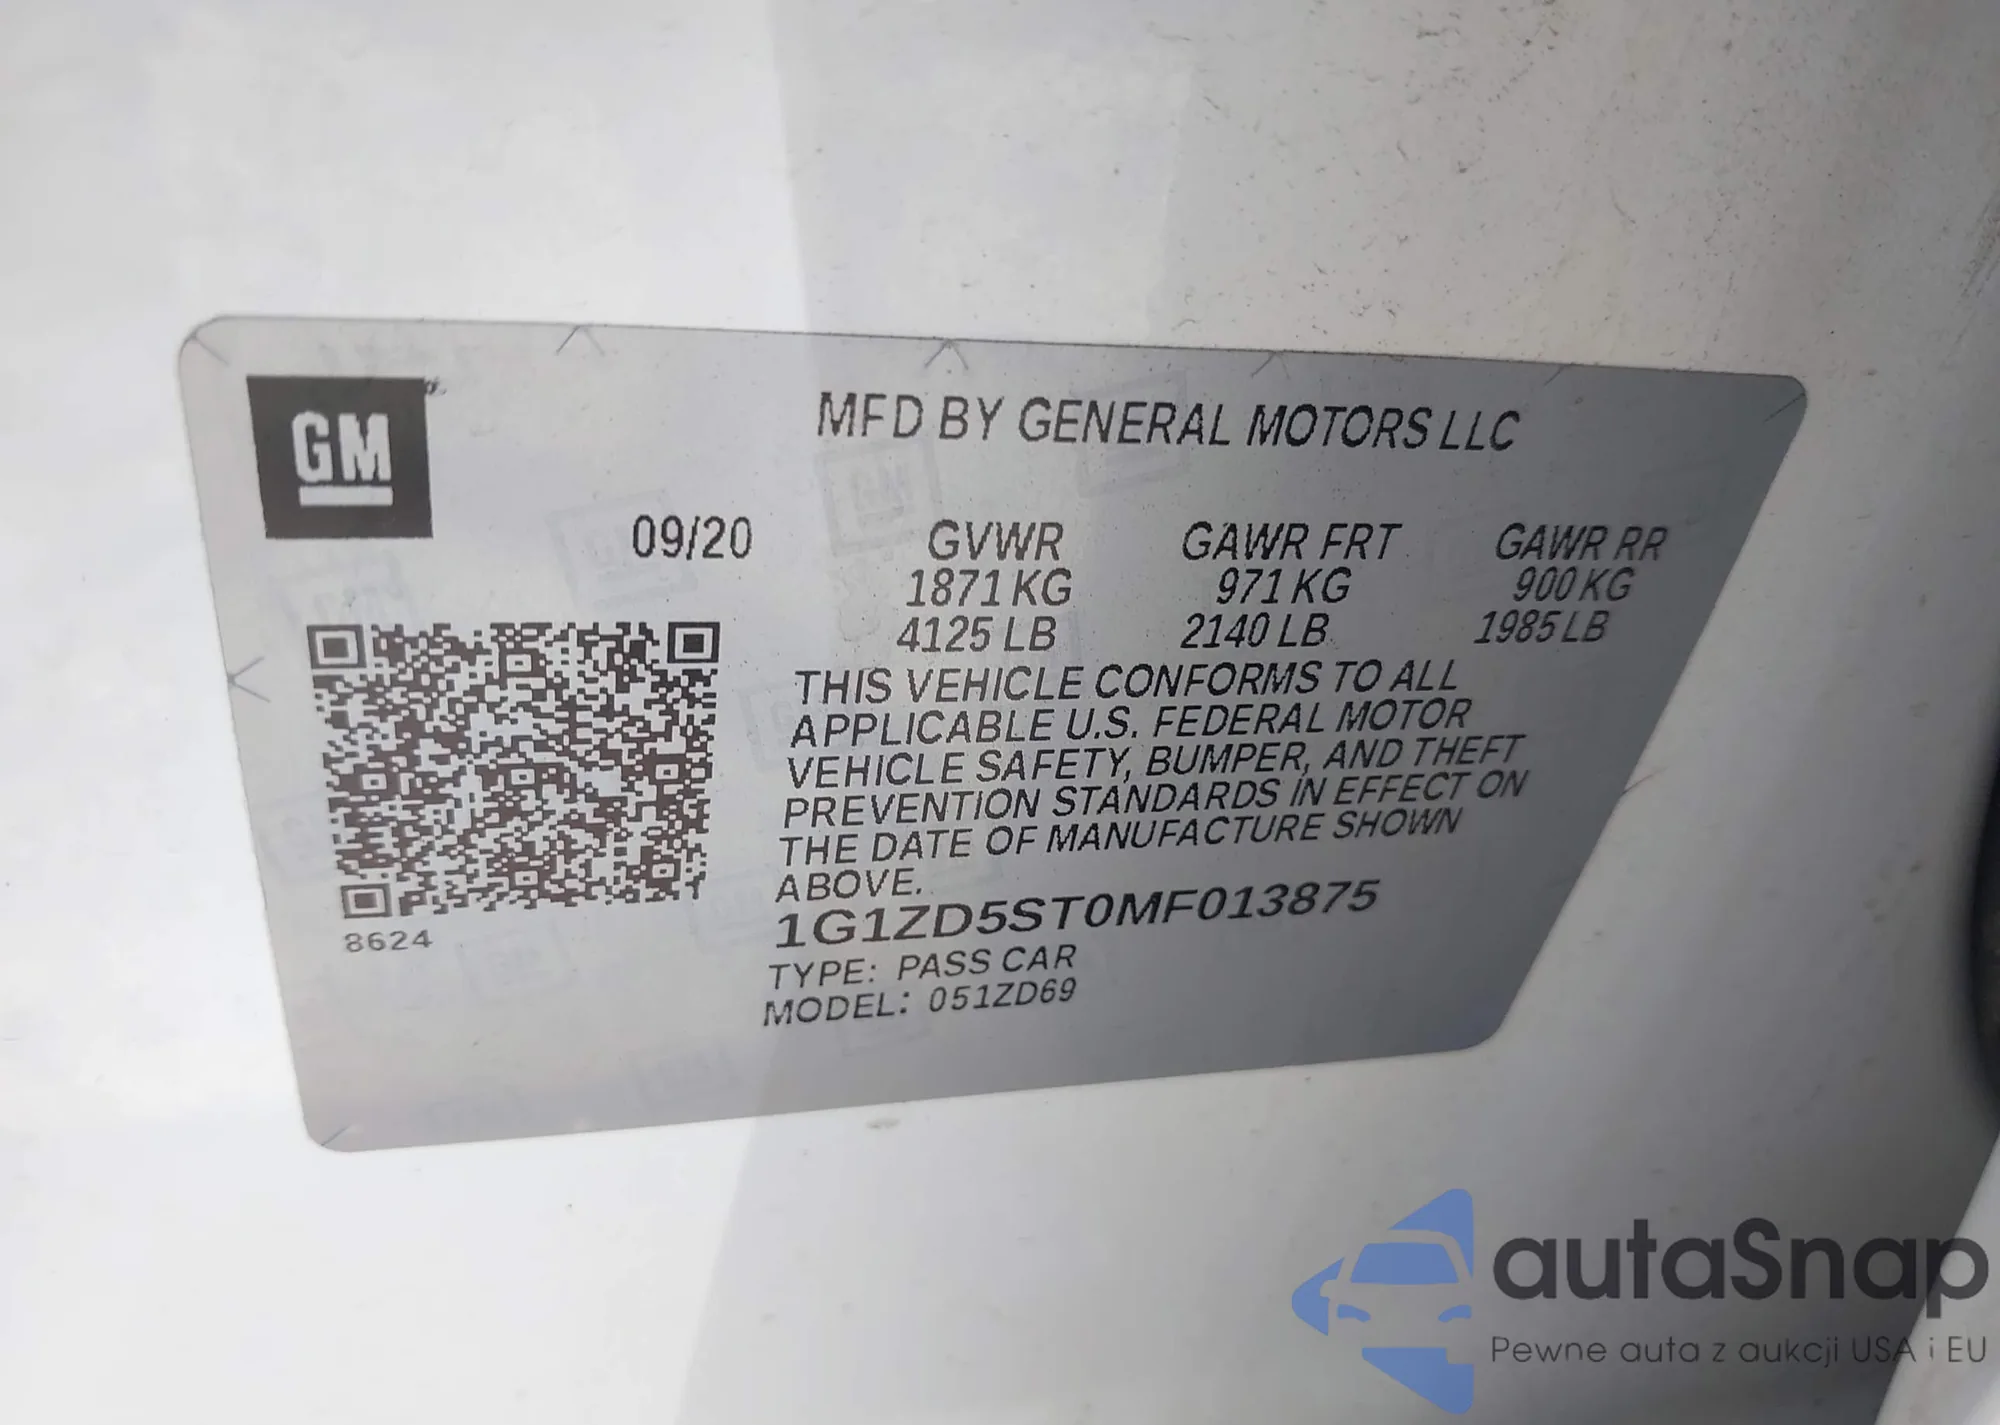 GM
MFD BY GENERAL MOTORS LLC
09/20
GVWR GAWR FRT GAWR RR
1871 KG 971 KG 900 KG
4125 LB 2140 LB 1985 LB
THIS VEHICLE CONFORMS TO ALL
APPLICABLE U.S. FEDERAL MOTOR
VEHICLE SAFETY, BUMPER, AND THEFT
PREVENTION STANDARDS IN EFFECT ON
THE DATE OF MANUFACTURE SHOWN
ABOVE.
1G1ZD5ST0MF013875
8624
TYPE: PASS CAR
MODEL: 051ZD69
autaSnap
Pewne auta z aukcji USA i EU